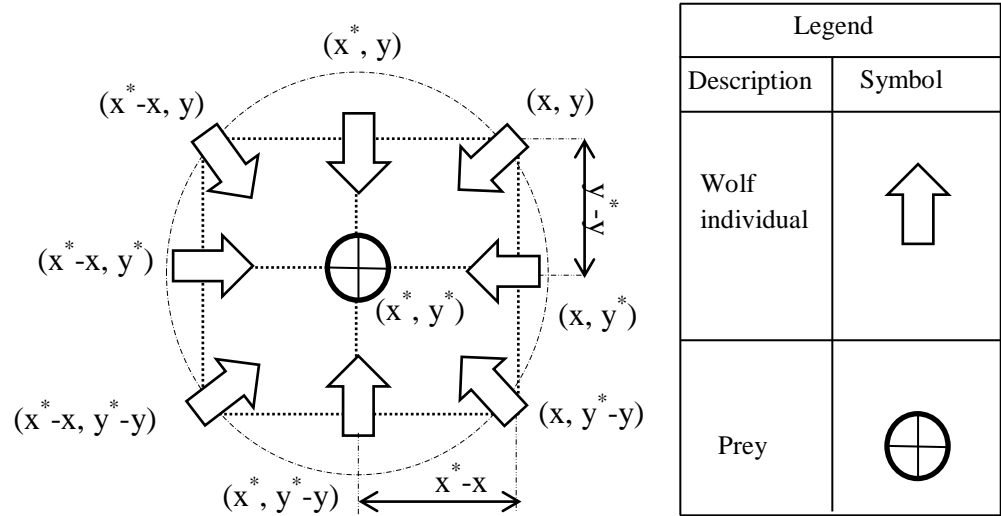 (x*, y)
(x*-x, y)
(x, y)
y*-y
(x*-x, y*)
(x*, y*)
(x, y*)
(x*-x, y*-y)
(x, y*-y)
(x*, y*-y)
x*-x
Legend
Description Symbol
Wolf
individual
Prey